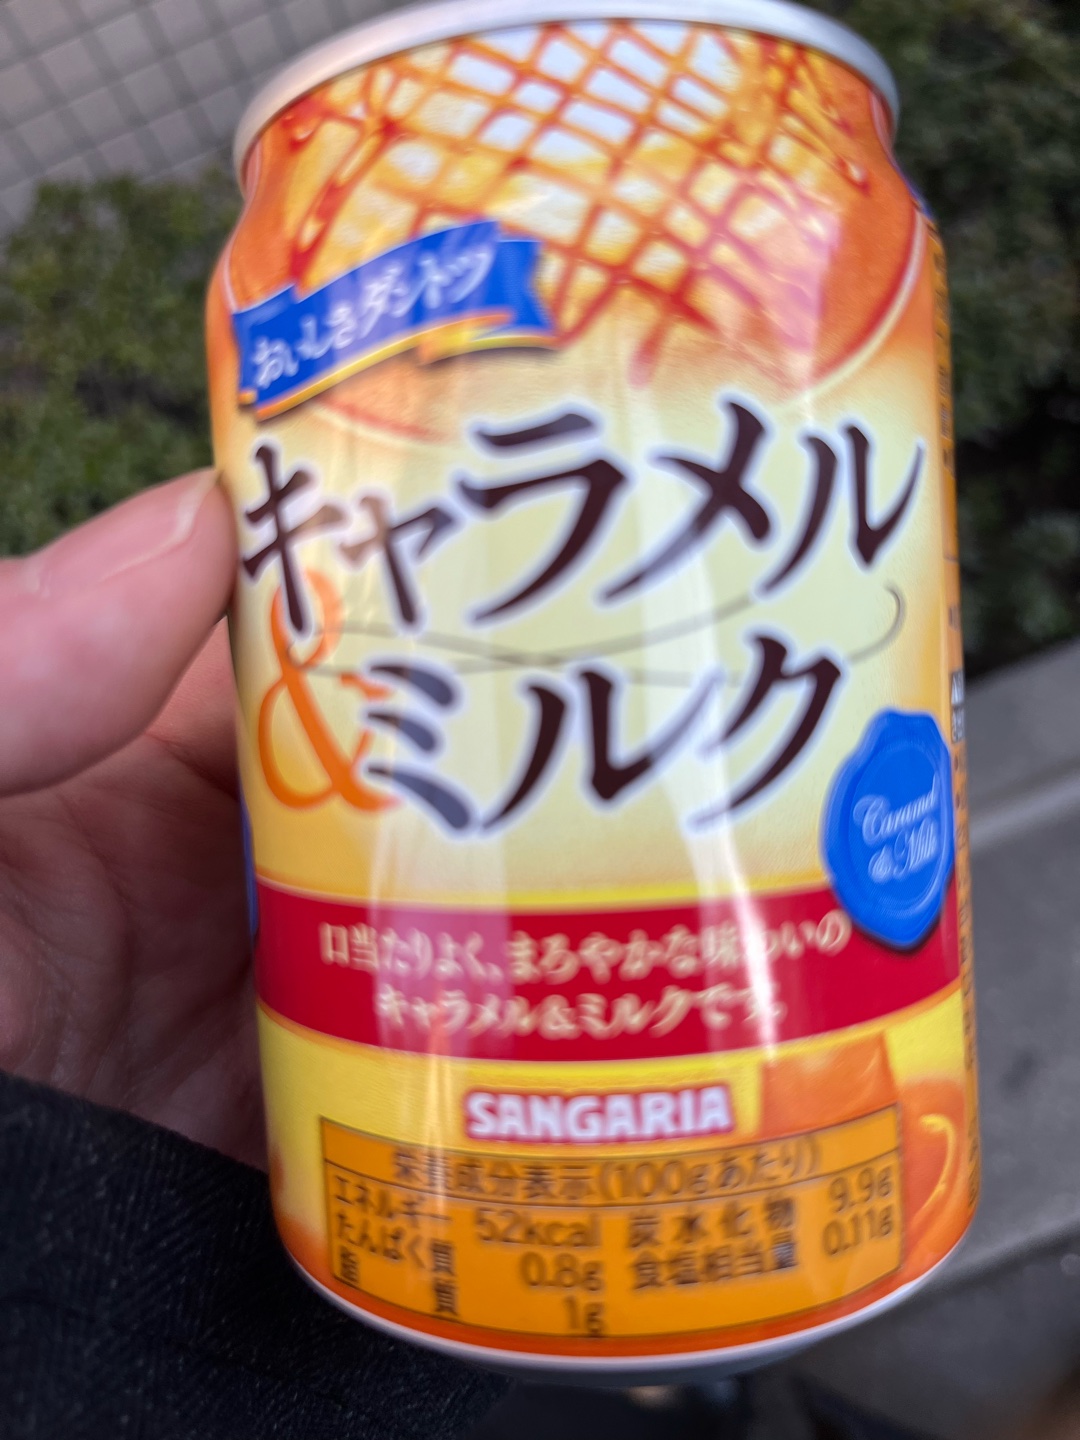 おいしさダントツ
キャラメル
&ミルク
Caramel
& Milk
口当たりよく、まろやかな味わいの
キャラメル&ミルクです。
SANGARIA
栄養成分表示(100gあたり)
エネルギー 52kcal 炭水化物 9.9g
たんぱく質 0.8g 食塩相当量 0.11g
脂質 1g